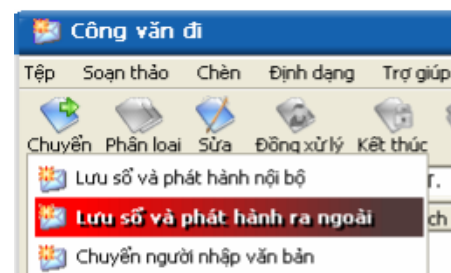 Công văn đi
Tệp Soạn thảo Chèn Định dạng Trợ giúp
Chuyển Phân loại Sửa Đồng xử lý Kết thúc
Lưu sổ và phát hành nội bộ
Lưu sổ và phát hành ra ngoài
Chuyển người nhập văn bản